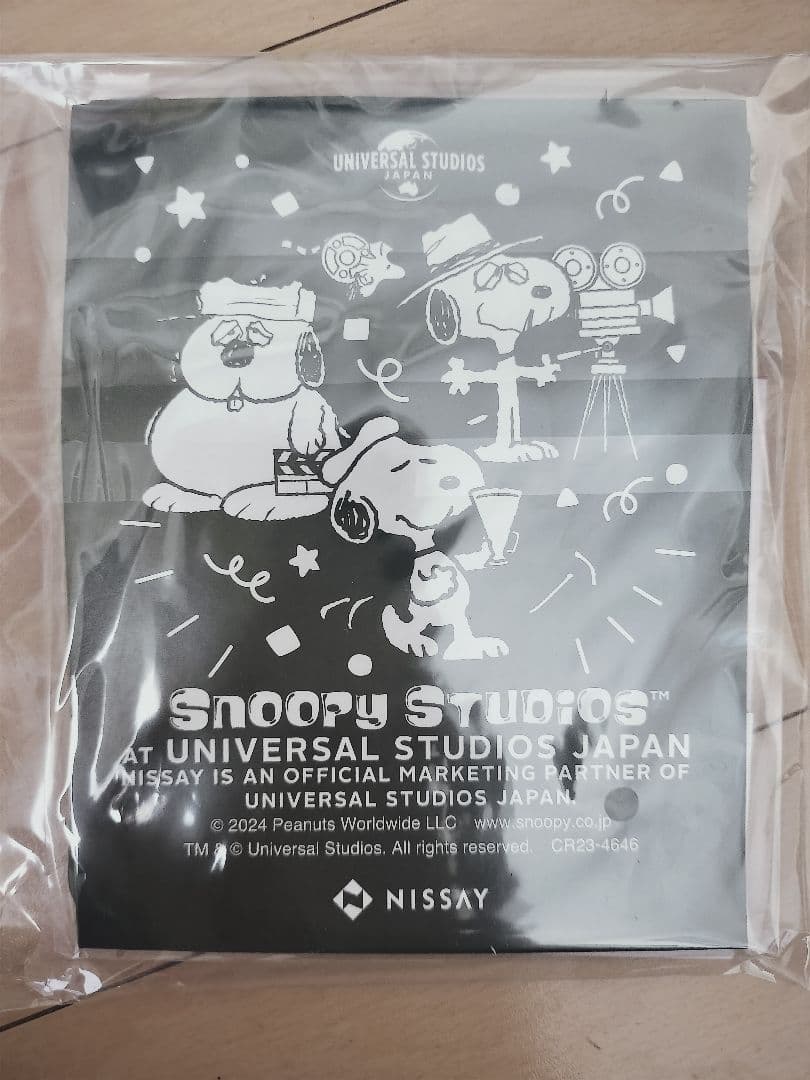 UNIVERSAL STUDIOS
JAPAN
SNOOPY STUDIOS™
AT UNIVERSAL STUDIOS JAPAN
NISSAY IS AN OFFICIAL MARKETING PARTNER OF
UNIVERSAL STUDIOS JAPAN.
© 2024 Peanuts Worldwide LLC www.snoopy.co.jp
TM & © Universal Studios. All rights reserved. CR23-4646
NISSAY